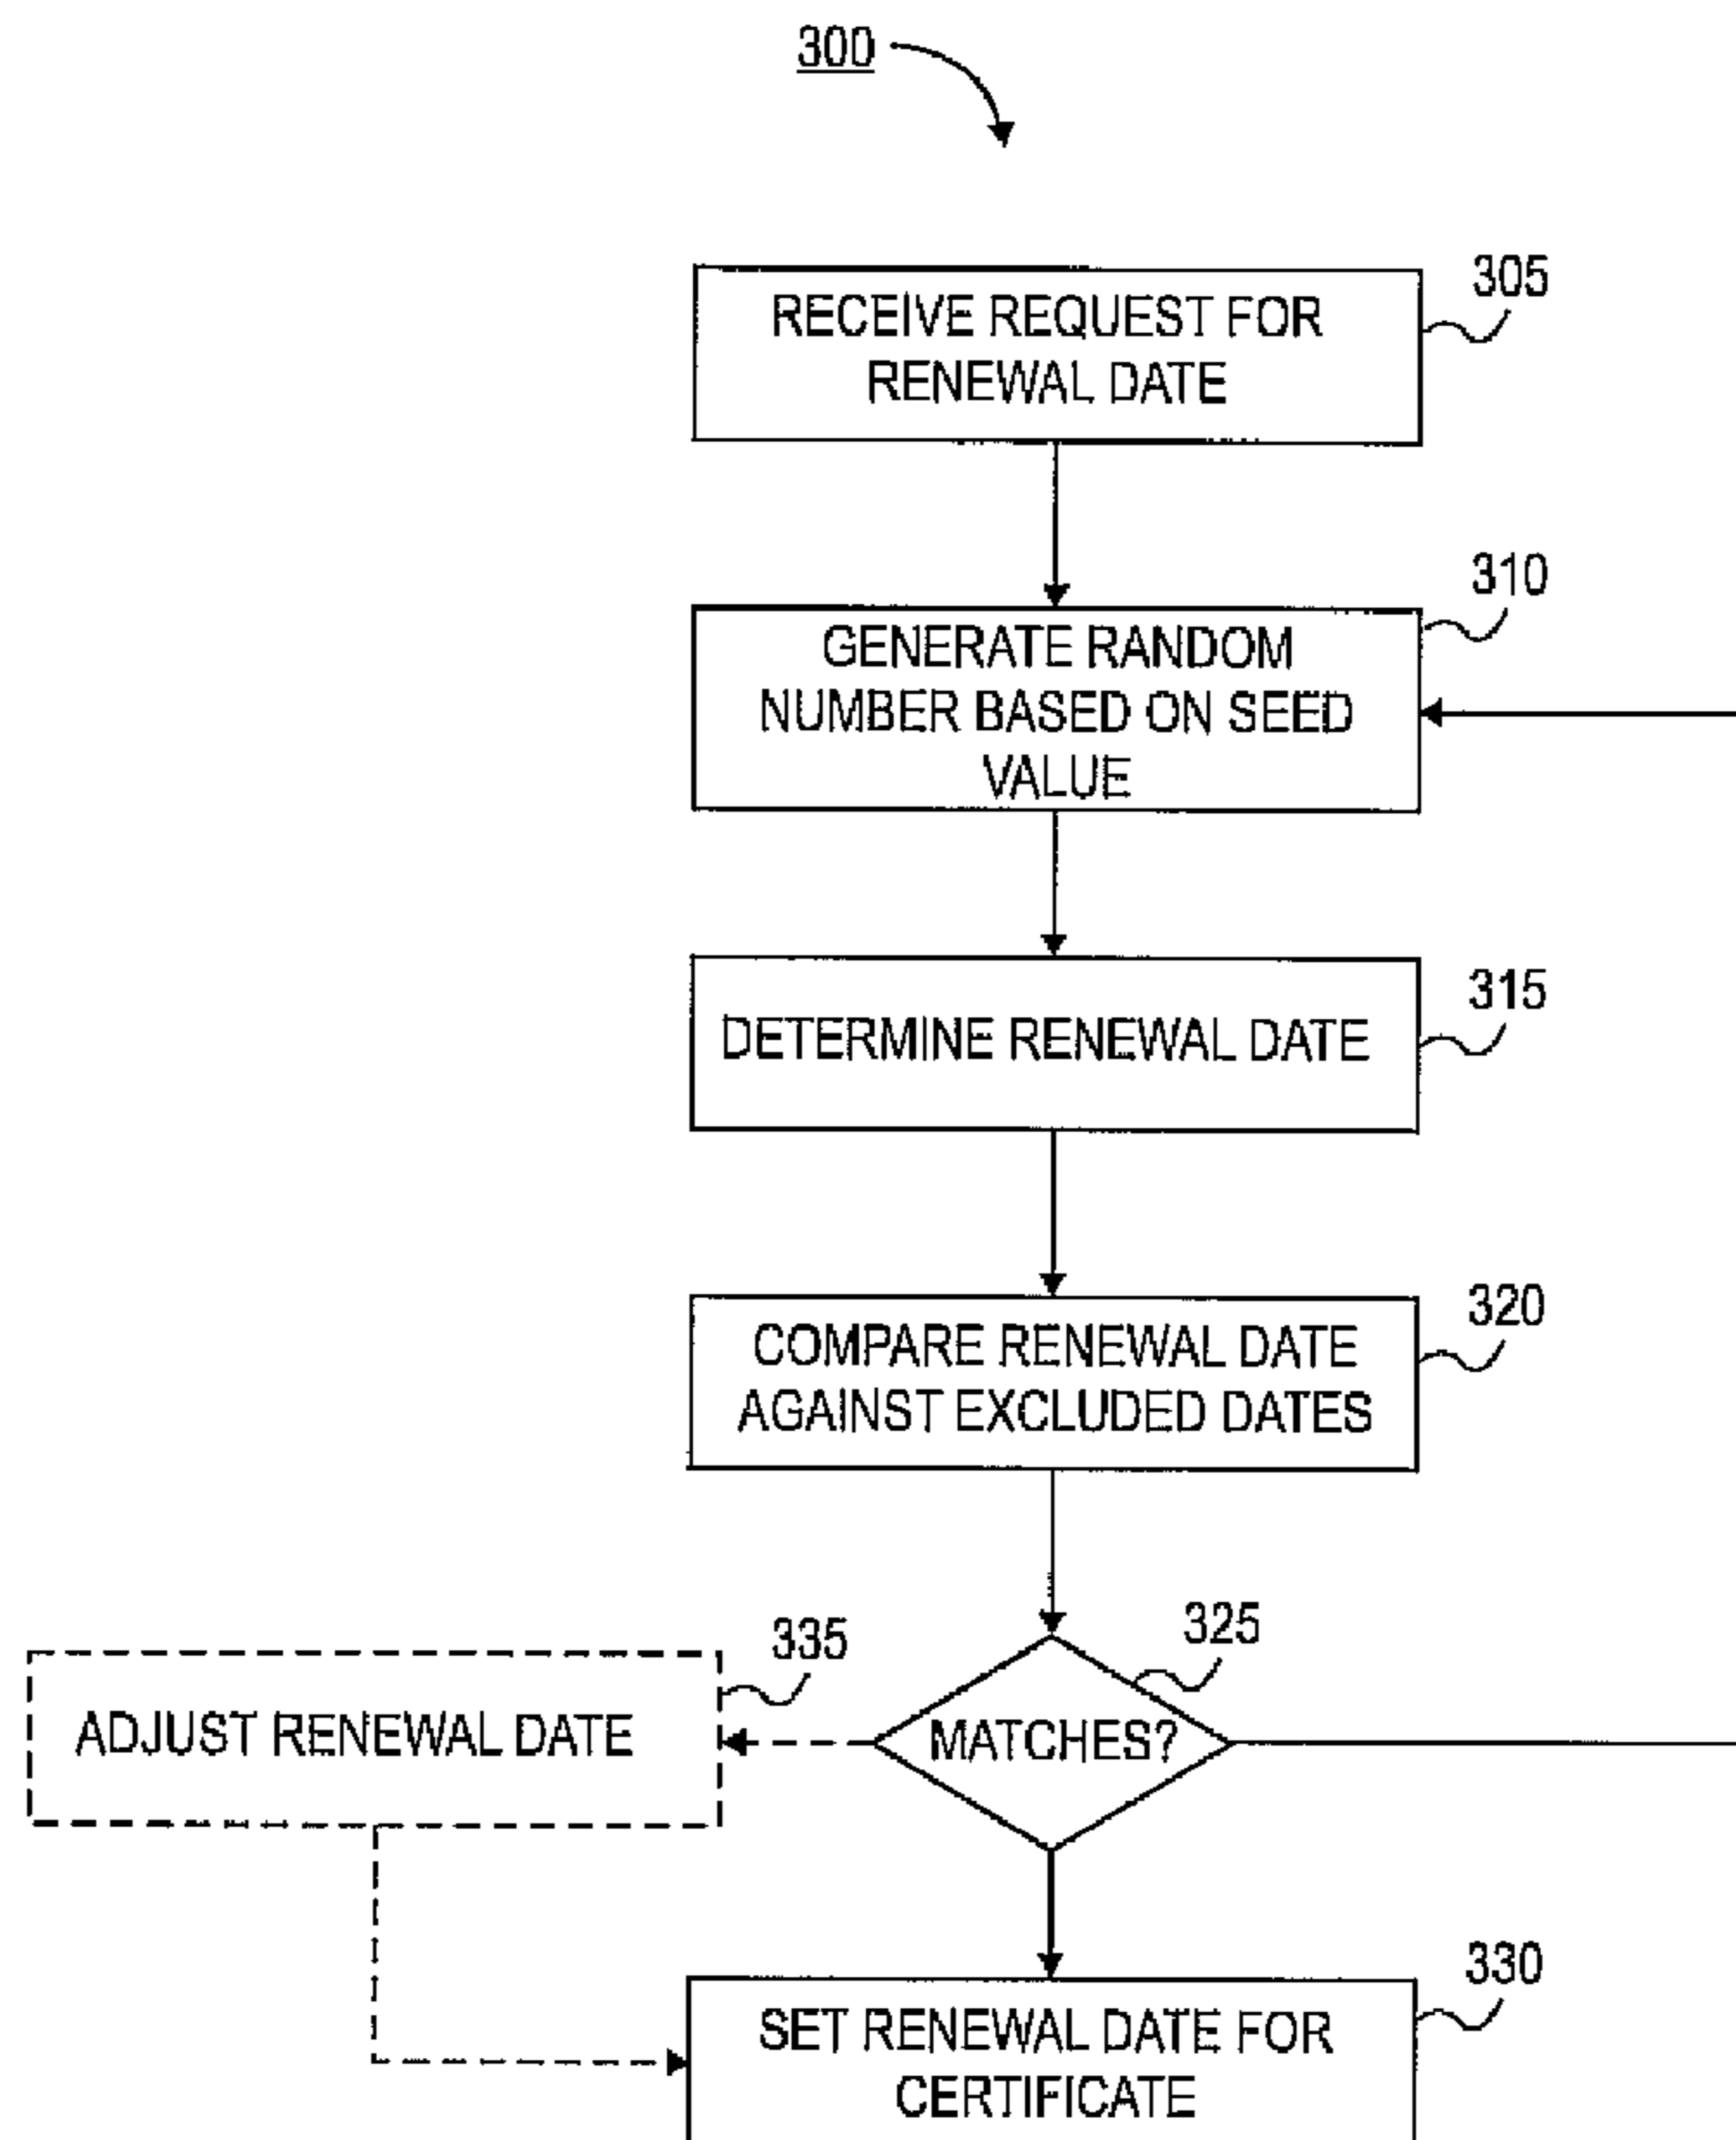 300
RECEIVE REQUEST FOR
RENEWAL DATE
305
GENERATE RANDOM
NUMBER BASED ON SEED
VALUE
310
DETERMINE RENEWAL DATE
315
COMPARE RENEWAL DATE
AGAINST EXCLUDED DATES
320
ADJUST RENEWAL DATE
335
MATCHES?
325
SET RENEWAL DATE FOR
CERTIFICATE
330